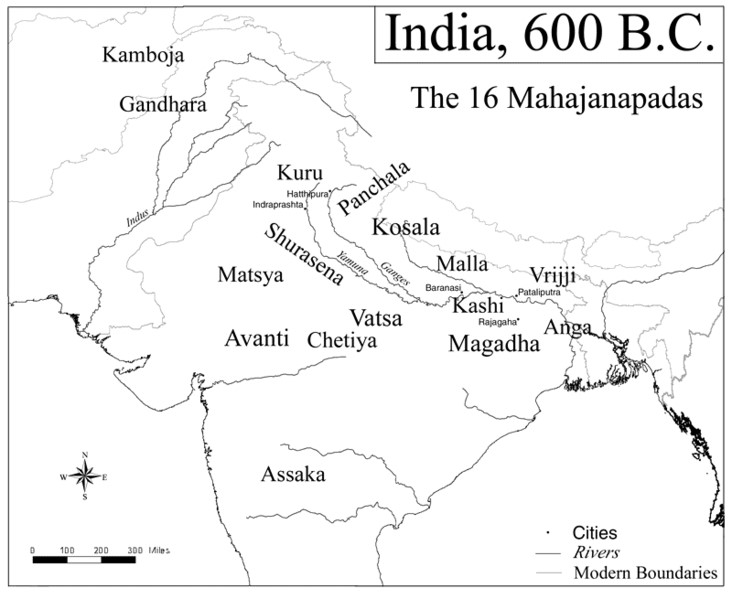 India, 600 B.C.
The 16 Mahajanapadas
Kamboja
Gandhara
Kuru
Panchala
Hatthipura
Indraprashta
Indus
Kosala
Shurasena
Yamuna
Ganges
Malla
Vrijji
Matsya
Baranasi
Pataliputra
Kashi
Rajagaha
Vatsa
Anga
Avanti
Chetiya
Magadha
Assaka
N
W E
S
0 100 200 300 Miles
Cities
Rivers
Modern Boundaries